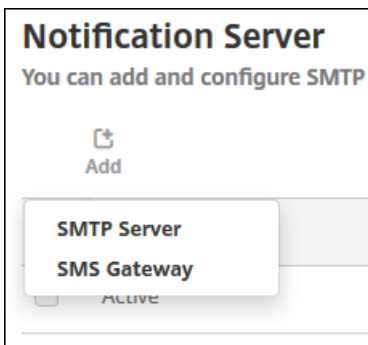 Notification Server
You can add and configure SMTP
Add
SMTP Server
SMS Gateway
Active